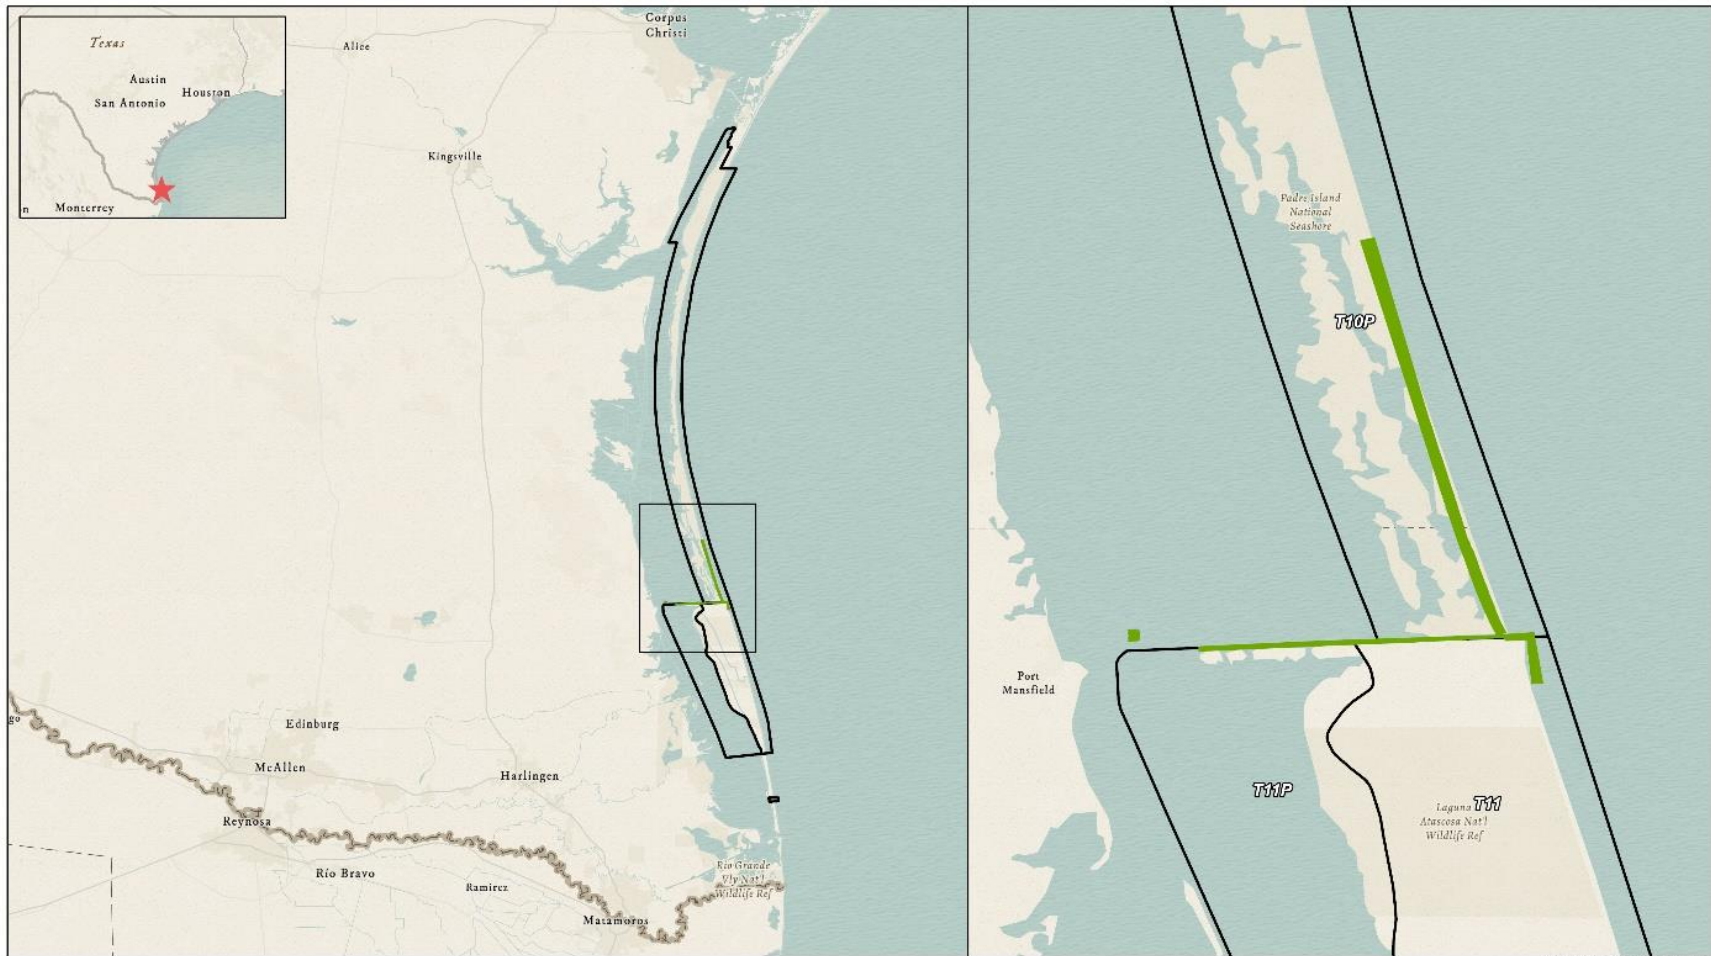 Texas
Austin
San Antonio
Houston
n
Monterrey
Corpus
Christi
Alice
Kingsville
go
Edinburg
McAllen
Harlingen
Reynosa
Río Bravo
Ramirez
Matamoros
Rio Grande
Vly Nat'l
Wildlife Ref
Padre Island
National
Seashore
T10P
Port
Mansfield
T11P
Laguna
T11
Atascosa Nat'l
Wildlife Ref